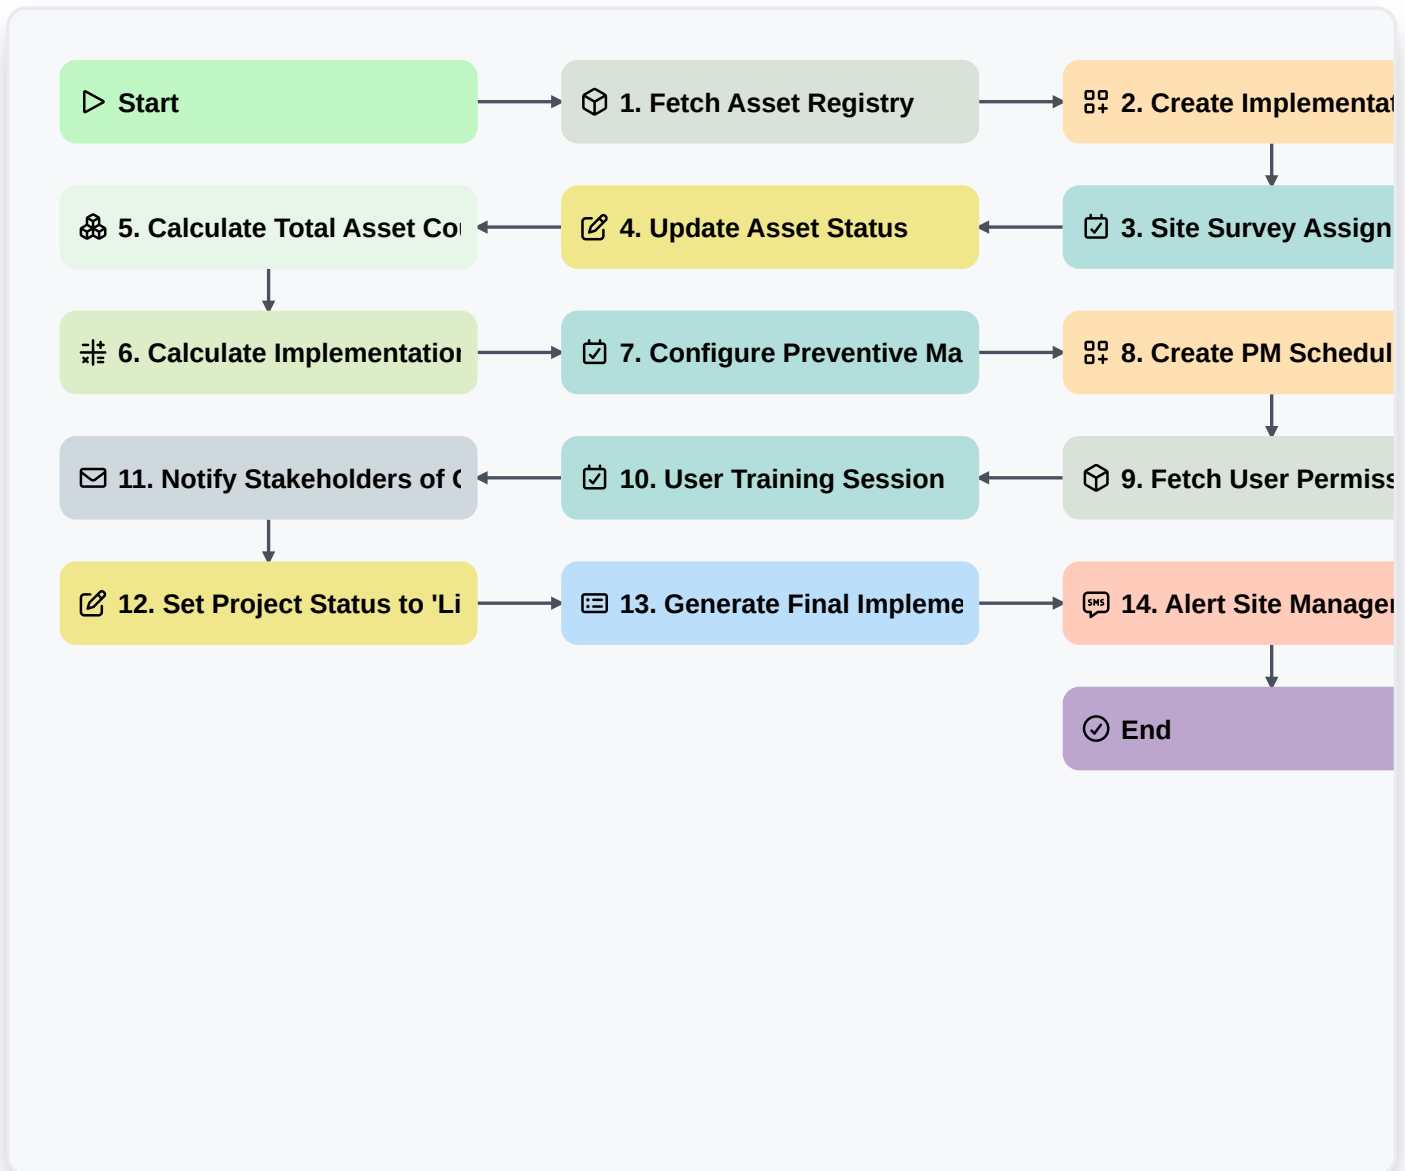 Start
1. Fetch Asset Registry
2. Create Implementat
5. Calculate Total Asset Co
4. Update Asset Status
3. Site Survey Assign
6. Calculate Implementation
7. Configure Preventive Ma
8. Create PM Schedul
11. Notify Stakeholders of
10. User Training Session
9. Fetch User Permiss
12. Set Project Status to 'Li
13. Generate Final Impleme
14. Alert Site Manager
SMS
End